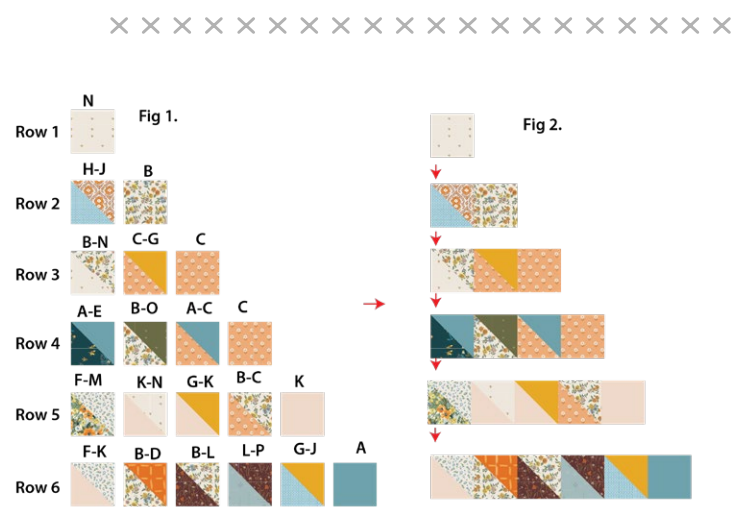 N
Fig 1.
Fig 2.
Row 1
H-J B
Row 2
B-N C-G C
Row 3
A-E B-O A-C C
Row 4
F-M K-N G-K B-C K
Row 5
F-K B-D B-L L-P G-J A
Row 6